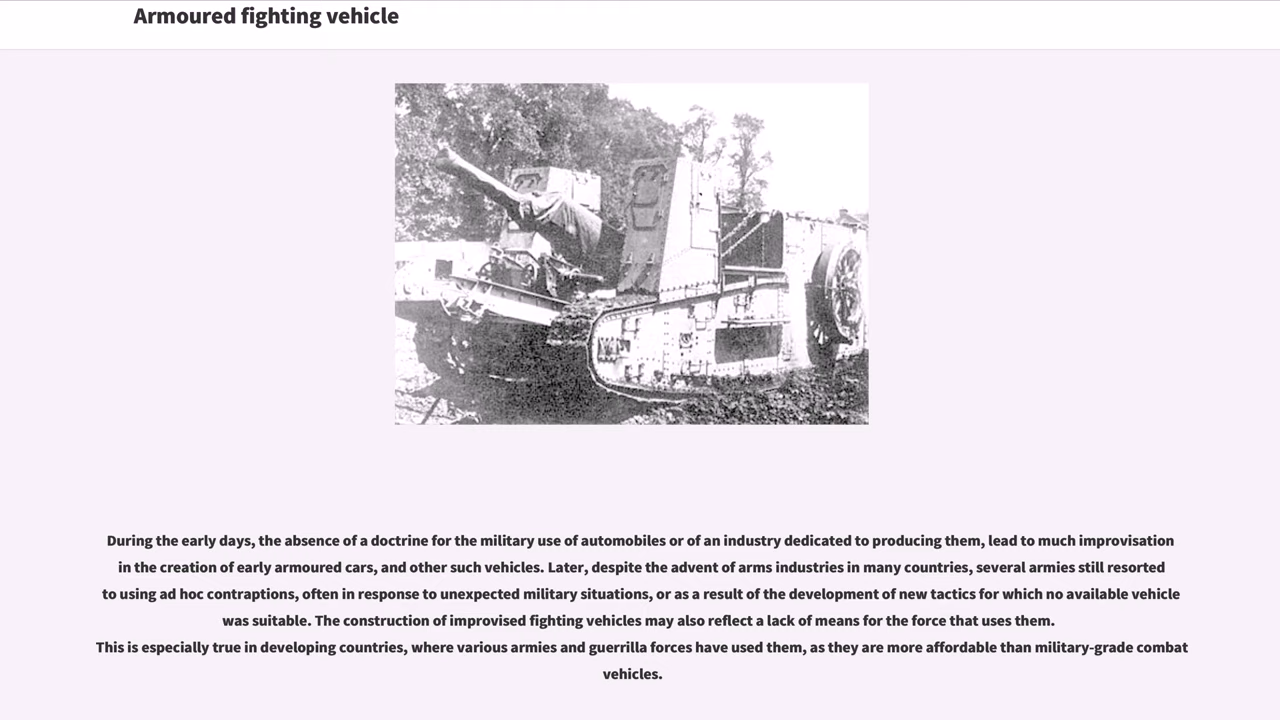 Armoured fighting vehicle
During the early days, the absence of a doctrine for the military use of automobiles or of an industry dedicated to producing them, lead to much improvisation
in the creation of early armoured cars, and other such vehicles. Later, despite the advent of arms industries in many countries, several armies still resorted
to using ad hoc contraptions, often in response to unexpected military situations, or as a result of the development of new tactics for which no available vehicle
was suitable. The construction of improvised fighting vehicles may also reflect a lack of means for the force that uses them.
This is especially true in developing countries, where various armies and guerrilla forces have used them, as they are more affordable than military-grade combat
vehicles.